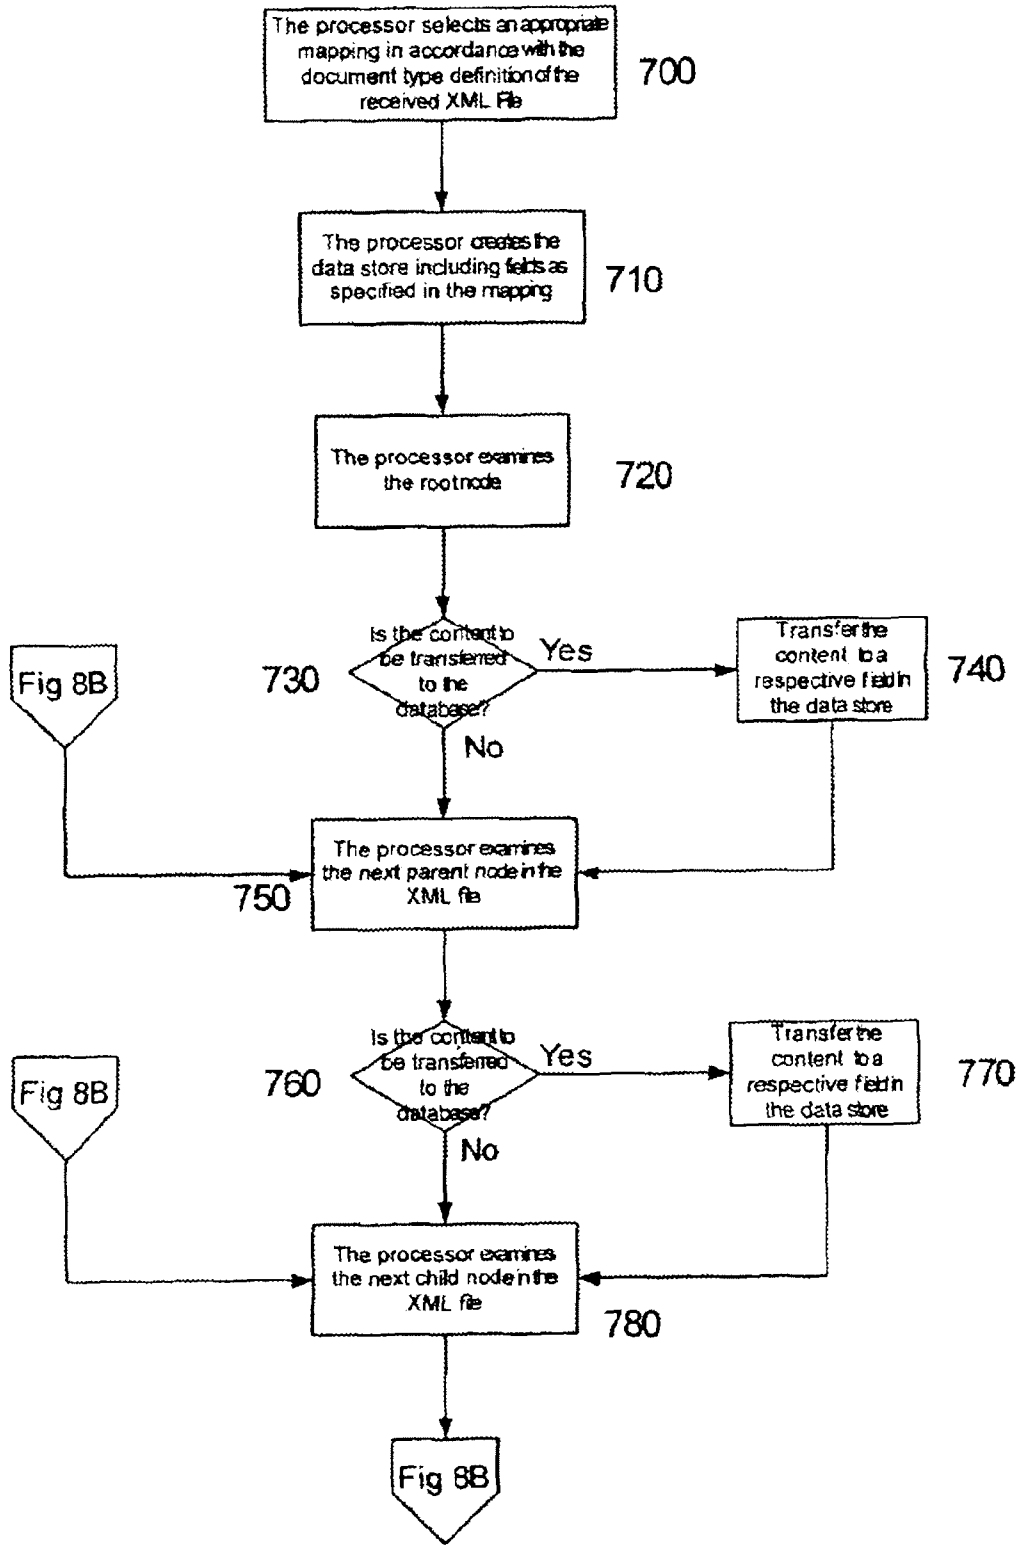 The processor selects an appropriate
mapping in accordance with the
document type definition of the
received XML File
700
The processor creates the
data store including fields as
specified in the mapping
710
The processor examines
the root node
720
Is the content to
be transferred
to the
database?
730
Yes
No
Transfer the
content to a
respective field in
the data store
740
Fig 8B
The processor examines
the next parent node in the
XML file
750
Is the content to
be transferred
to the
database?
760
Yes
No
Transfer the
content to a
respective field in
the data store
770
Fig 8B
The processor examines
the next child node in the
XML file
780
Fig 8B